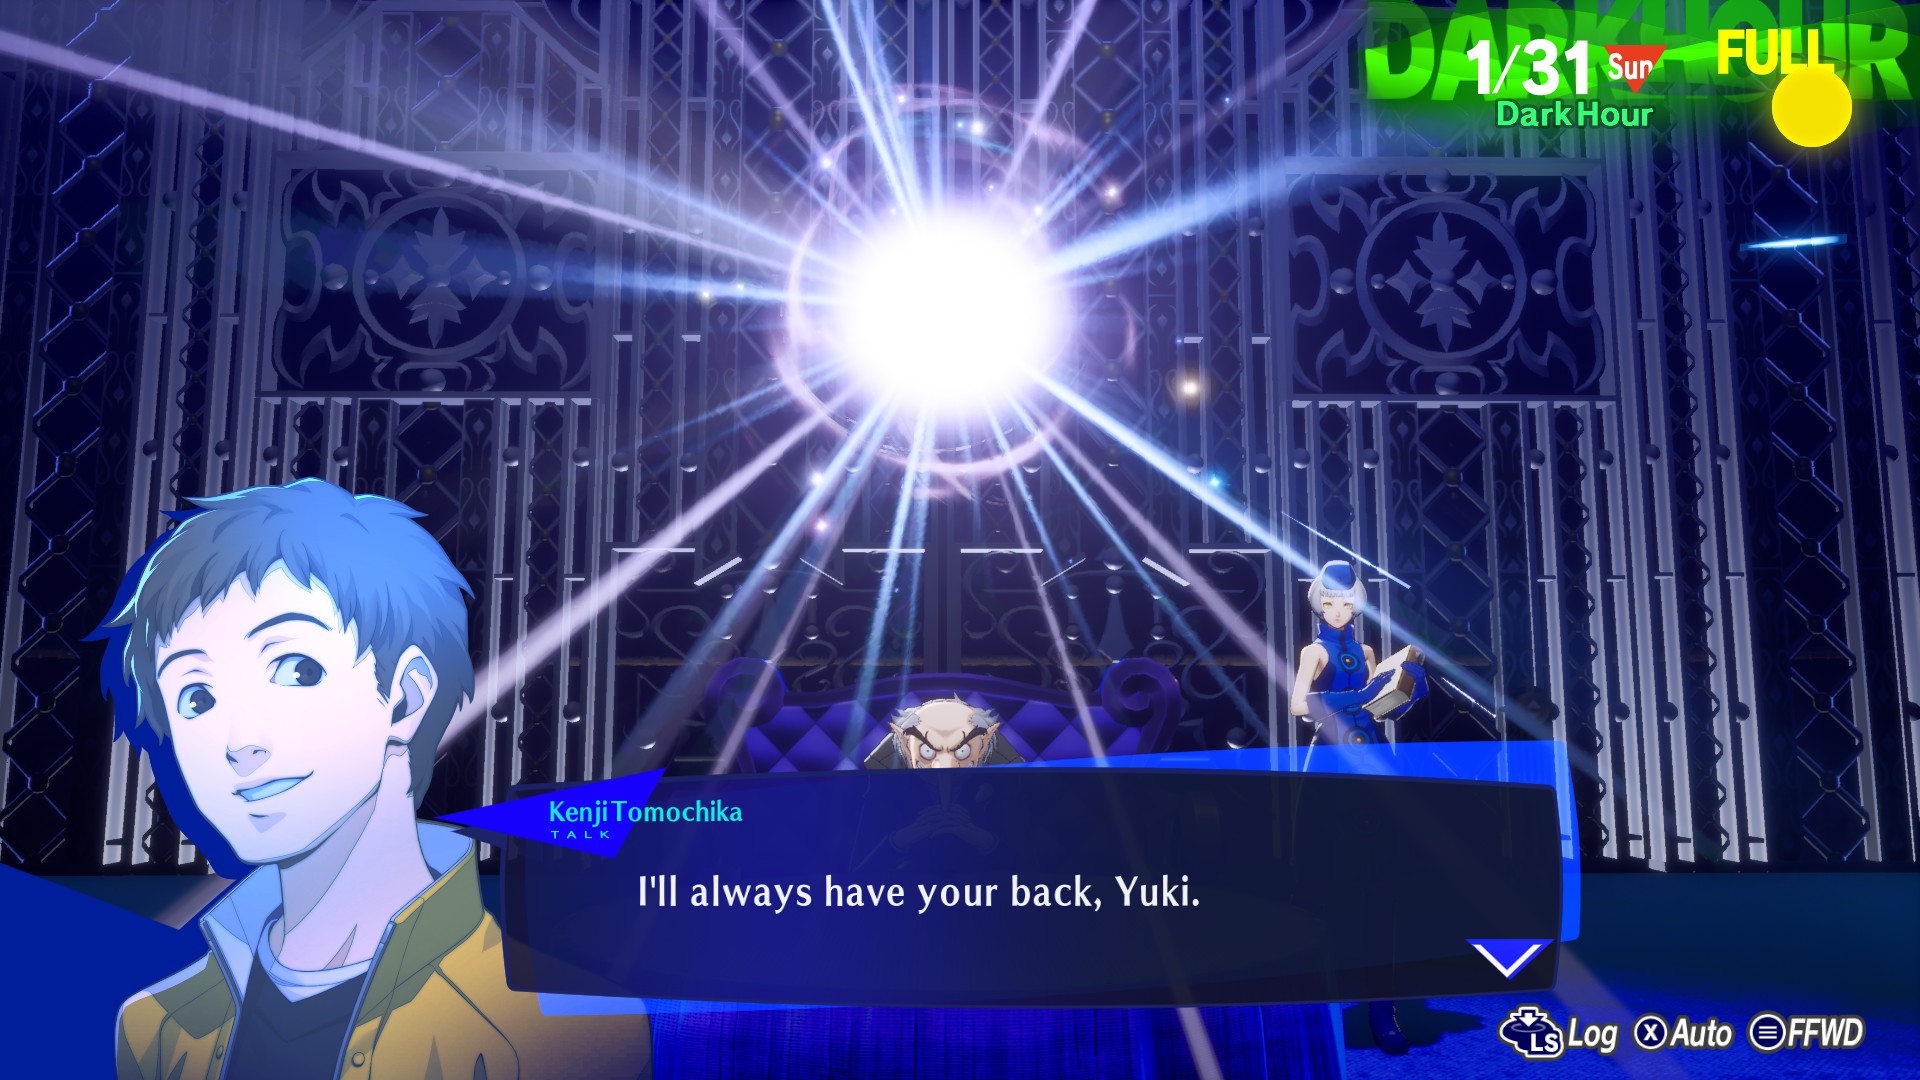 DARK HOUR
1/31 Sun
FULL
Dark Hour
Kenji Tomochika
TALK
I'll always have your back, Yuki.
LS Log X Auto FFWD